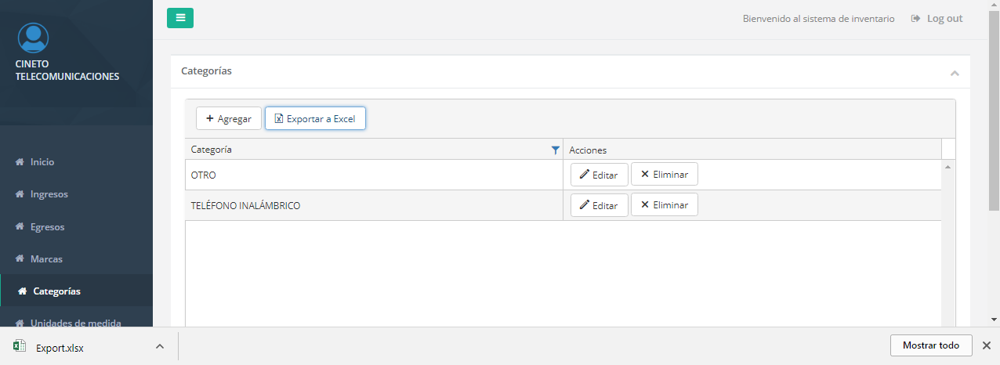 Bienvenido al sistema de inventario
Log out
CINETO
TELECOMUNICACIONES
Inicio
Ingresos
Egresos
Marcas
Categorías
Unidades de medida
Categorías
Agregar
Exportar a Excel
Categoría
Acciones
OTRO
Editar
Eliminar
TELÉFONO INALÁMBRICO
Editar
Eliminar
Export.xlsx
Mostrar todo